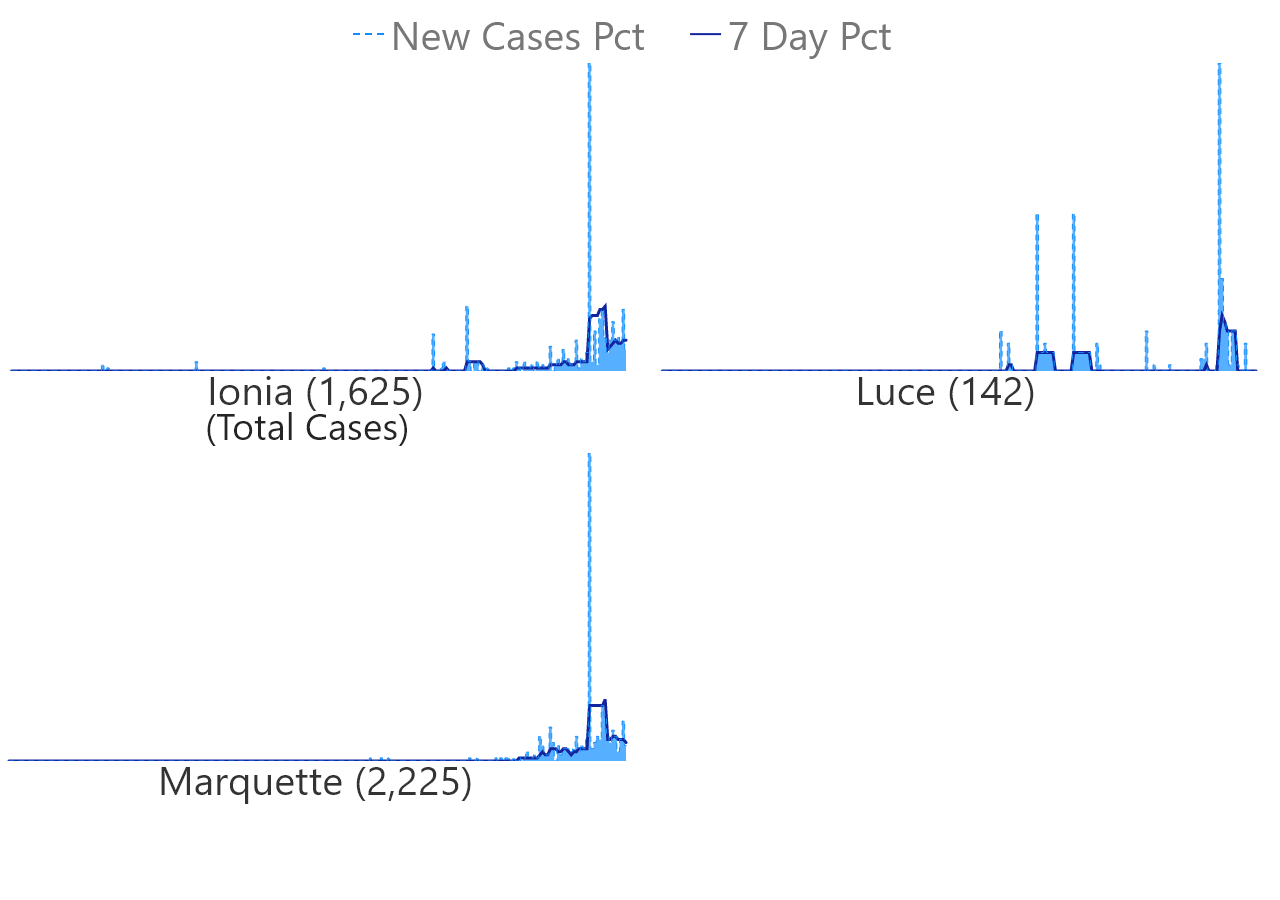 New Cases Pct 7 Day Pct
Ionia (1,625)
(Total Cases)
Luce (142)
Marquette (2,225)